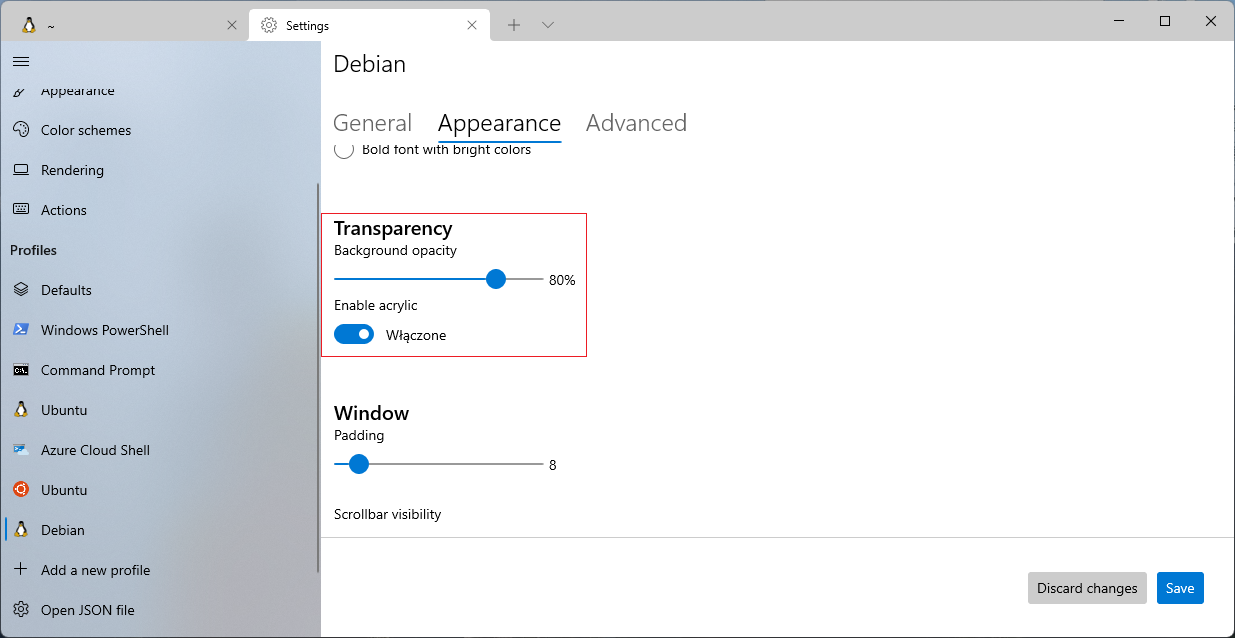 ~
Settings
Appearance
Color schemes
Rendering
Actions
Profiles
Defaults
Windows PowerShell
Command Prompt
Ubuntu
Azure Cloud Shell
Ubuntu
Debian
Add a new profile
Open JSON file
Debian
General Appearance Advanced
Bold font with bright colors
Transparency
Background opacity
80%
Enable acrylic
Włączone
Window
Padding
8
Scrollbar visibility
Discard changes Save